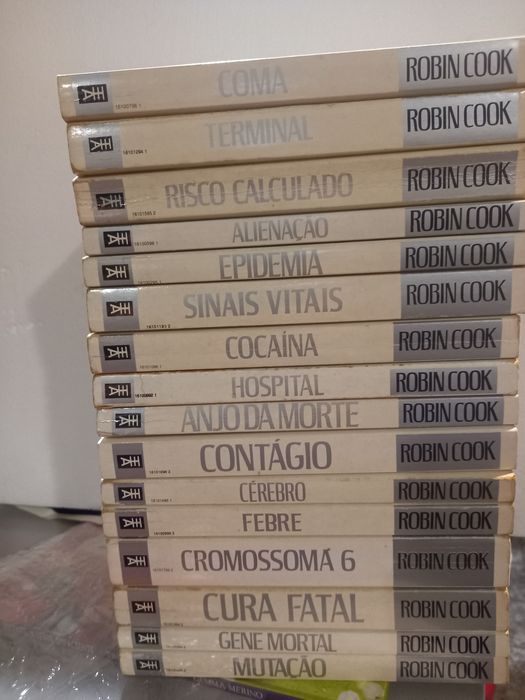 COMA ROBIN COOK
TERMINAL ROBIN COOK
RISCO CALCULADO ROBIN COOK
ALIENAÇÃO ROBIN COOK
EPIDEMIA ROBIN COOK
SINAIS VITAIS ROBIN COOK
COCAÍNA ROBIN COOK
HOSPITAL ROBIN COOK
ANJO DA MORTE ROBIN COOK
CONTÁGIO ROBIN COOK
CÉREBRO ROBIN COOK
FEBRE ROBIN COOK
CROMOSSOMA 6 ROBIN COOK
CURA FATAL ROBIN COOK
GENE MORTAL ROBIN COOK
MUTAÇÃO ROBIN COOK
MERINO